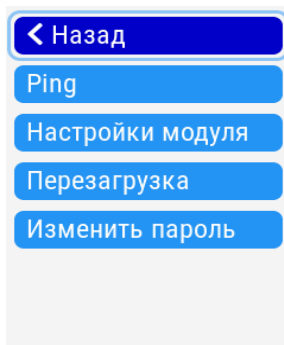 Назад
Ping
Настройки модуля
Перезагрузка
Изменить пароль